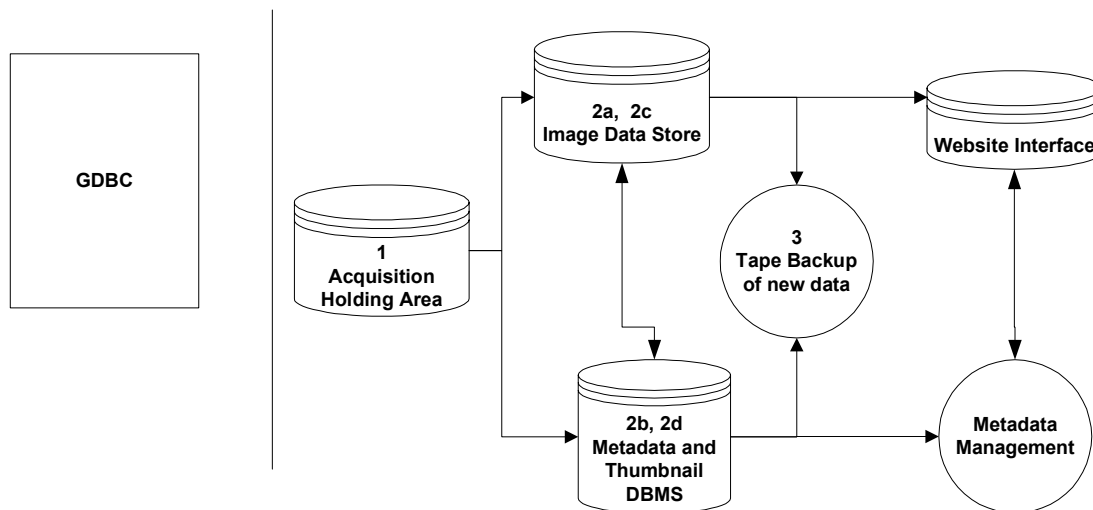 GDBC
1
Acquisition
Holding Area
2a, 2c
Image Data Store
2b, 2d
Metadata and
Thumbnail
DBMS
3
Tape Backup
of new data
Website Interface
Metadata
Management